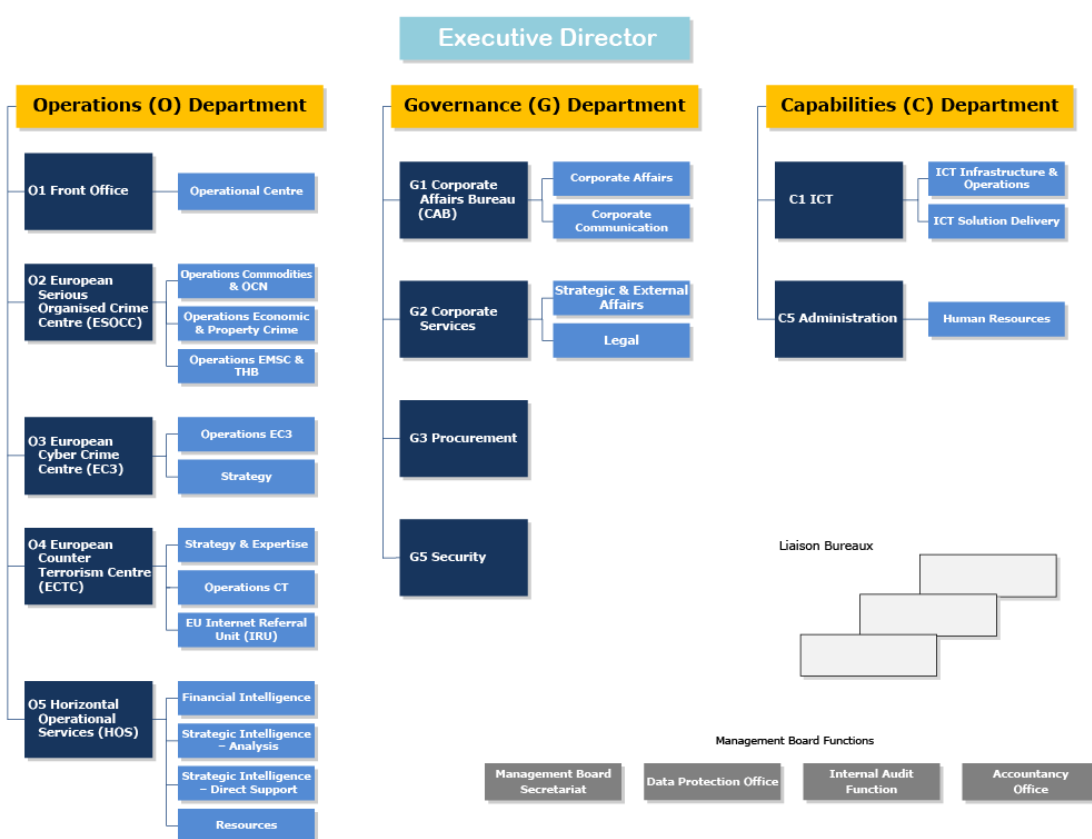 Executive Director
Operations (O) Department
O1 Front Office
Operational Centre
O2 European
Serious
Organised Crime
Centre (ESOCC)
Operations Commodities
& OCN
Operations Economic
& Property Crime
Operations EMSC &
THB
O3 European
Cyber Crime
Centre (EC3)
Operations EC3
Strategy
O4 European
Counter
Terrorism Centre
(ECTC)
Strategy & Expertise
Operations CT
EU Internet Referral
Unit (IRU)
O5 Horizontal
Operational
Services (HOS)
Financial Intelligence
Strategic Intelligence
– Analysis
Strategic Intelligence
– Direct Support
Resources
Governance (G) Department
G1 Corporate
Affairs Bureau
(CAB)
Corporate Affairs
Corporate
Communication
G2 Corporate
Services
Strategic & External
Affairs
Legal
G3 Procurement
G5 Security
Capabilities (C) Department
C1 ICT
ICT Infrastructure &
Operations
ICT Solution Delivery
C5 Administration
Human Resources
Liaison Bureaux
Management Board Functions
Management Board
Secretariat
Data Protection Office
Internal Audit
Function
Accountancy
Office